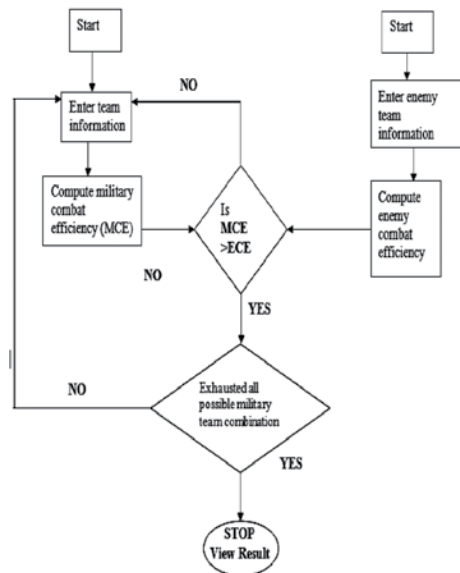 Start
Start
NO
Enter team
information
Enter enemy
team
information
Compute military
combat
efficiency (MCE)
Is
MCE
>ECE
Compute
enemy
combat
efficiency
NO
YES
NO
Exhausted all
possible military
team combination
YES
STOP
View Result